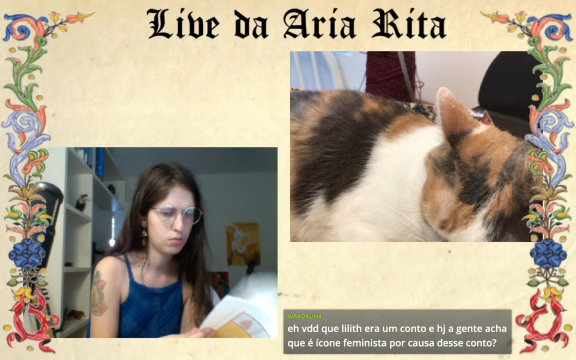 Live da Aria Rita
WARDRUNA
eh vdd que lilith era um conto e hj a gente acha
que é ícone feminista por causa desse conto?